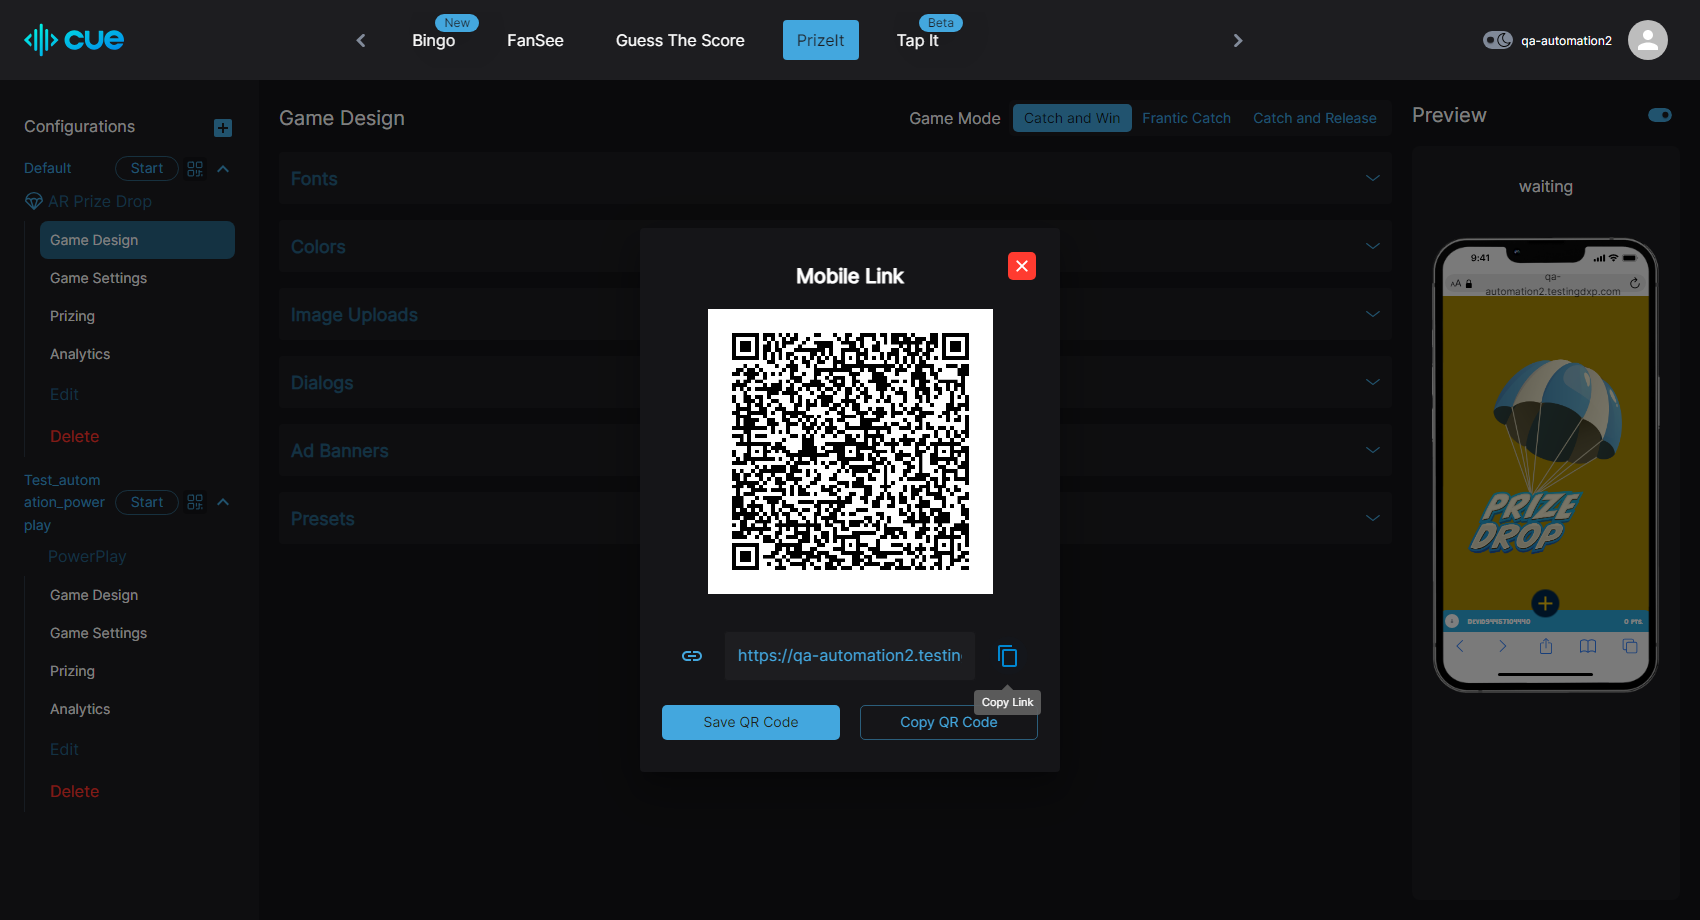 cue
New
Bingo
FanSee
Guess The Score
PrizeIt
Beta
Tap It
qa-automation2
Configurations
Default
Start
AR Prize Drop
Game Design
Game Settings
Prizing
Analytics
Edit
Delete
Test_autom
ation_power
play
Start
PowerPlay
Game Design
Game Settings
Prizing
Analytics
Edit
Delete
Game Design
Game Mode
Catch and Win
Frantic Catch
Catch and Release
Fonts
Colors
Image Uploads
Dialogs
Ad Banners
Presets
Mobile Link
https://qa-automation2.testin
Copy Link
Save QR Code
Copy QR Code
Preview
waiting
9:41
AA
qa-
automation2.testingdxp.com
PRIZE
DROP
0 PTS.